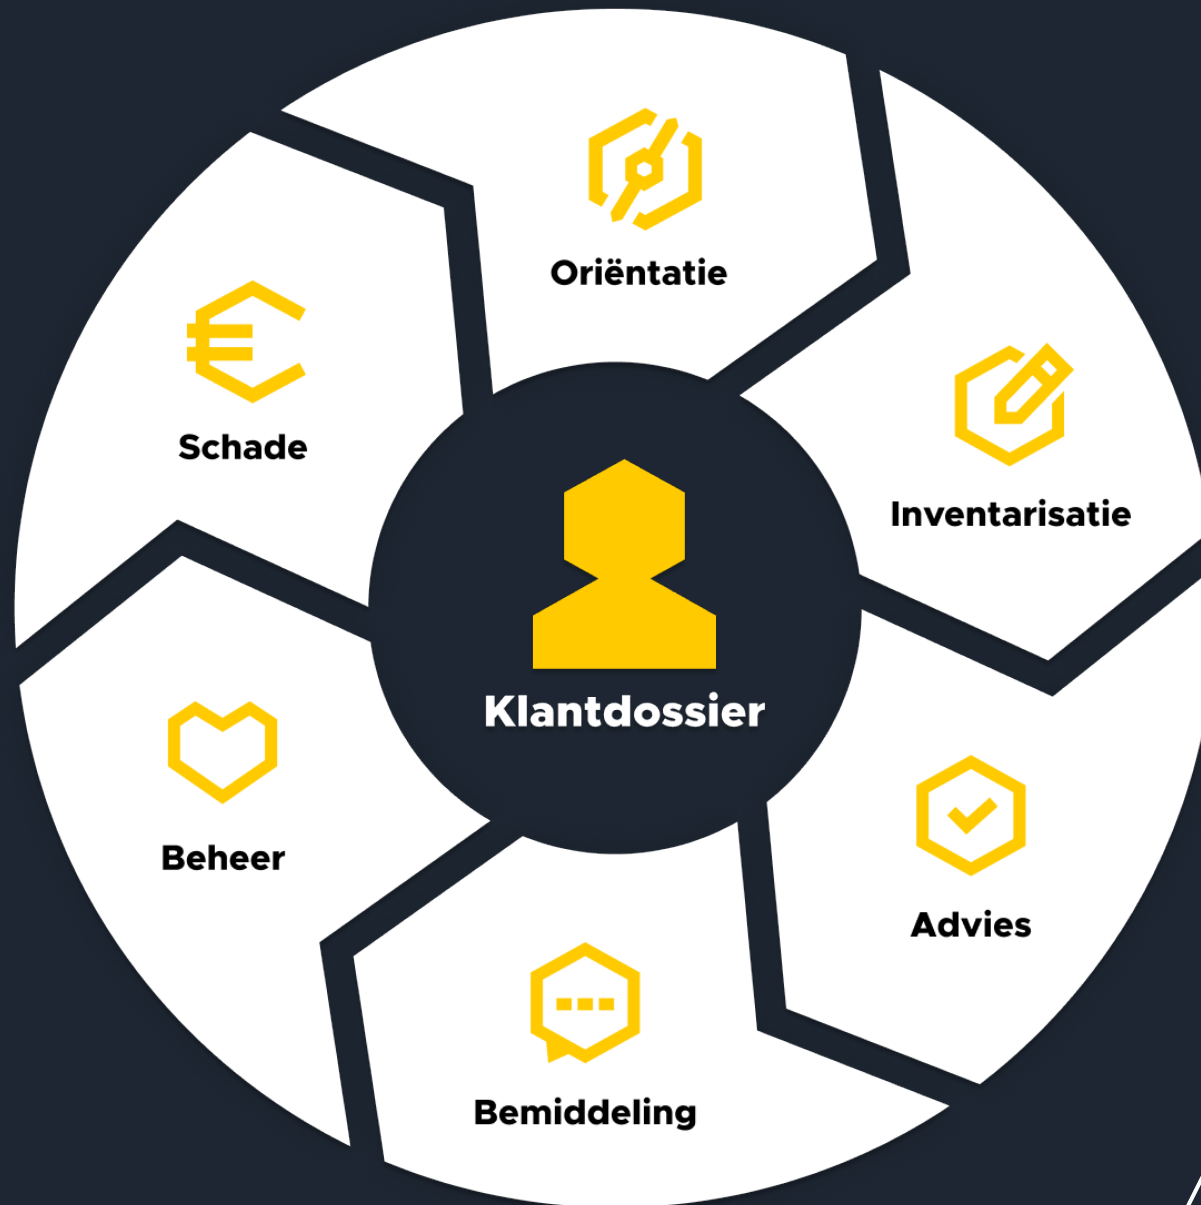 Oriëntatie
Inventarisatie
Advies
Bemiddeling
Beheer
Schade
Klantdossier